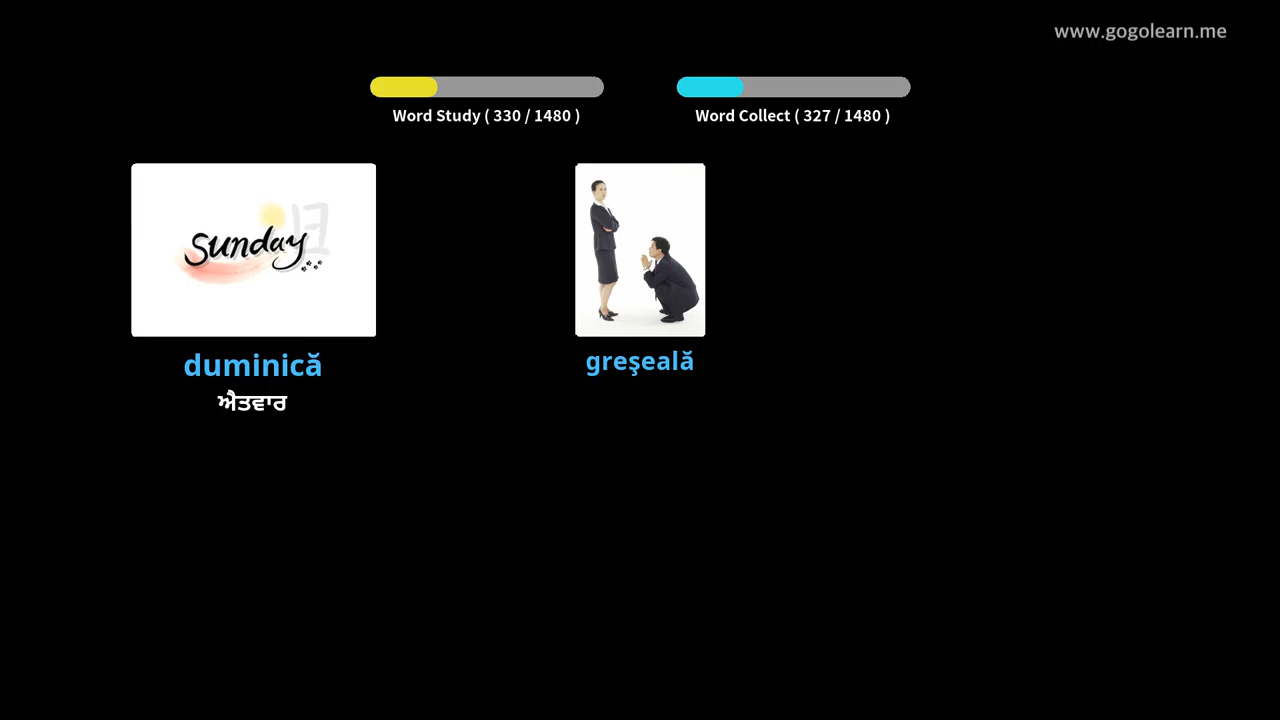 www.gogolearn.me
Word Study ( 330 / 1480 )
Word Collect ( 327 / 1480 )
Sunday
duminică
ਐਤਵਾਰ
greşeală